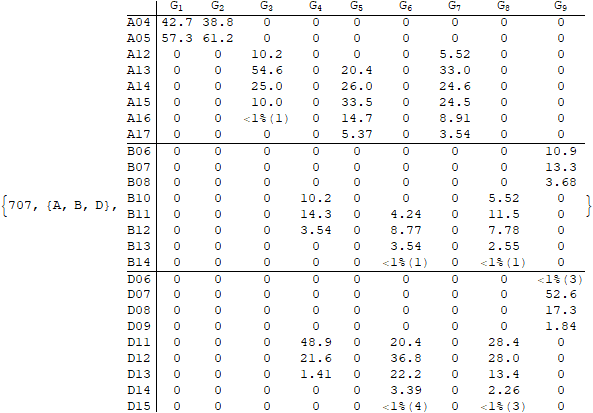 G1 G2 G3 G4 G5 G6 G7 G8 G9
A04 42.7 38.8 0 0 0 0 0 0 0
A05 57.3 61.2 0 0 0 0 0 0 0
A12 0 0 10.2 0 0 0 5.52 0 0
A13 0 0 54.6 0 20.4 0 33.0 0 0
A14 0 0 25.0 0 26.0 0 24.6 0 0
A15 0 0 10.0 0 33.5 0 24.5 0 0
A16 0 0 <1%(1) 0 14.7 0 8.91 0 0
A17 0 0 0 0 5.37 0 3.54 0 0
B06 0 0 0 0 0 0 0 0 10.9
B07 0 0 0 0 0 0 0 0 13.3
B08 0 0 0 0 0 0 0 0 3.68
{707, {A, B, D}, B10 0 0 0 10.2 0 0 0 5.52 0 }
B11 0 0 0 14.3 0 4.24 0 11.5 0
B12 0 0 0 3.54 0 8.77 0 7.78 0
B13 0 0 0 0 0 3.54 0 2.55 0
B14 0 0 0 0 0 <1%(1) 0 <1%(1) 0
D06 0 0 0 0 0 0 0 0 <1%(3)
D07 0 0 0 0 0 0 0 0 52.6
D08 0 0 0 0 0 0 0 0 17.3
D09 0 0 0 0 0 0 0 0 1.84
D11 0 0 0 48.9 0 20.4 0 28.4 0
D12 0 0 0 21.6 0 36.8 0 28.0 0
D13 0 0 0 1.41 0 22.2 0 13.4 0
D14 0 0 0 0 0 3.39 0 2.26 0
D15 0 0 0 0 0 <1%(4) 0 <1%(3) 0